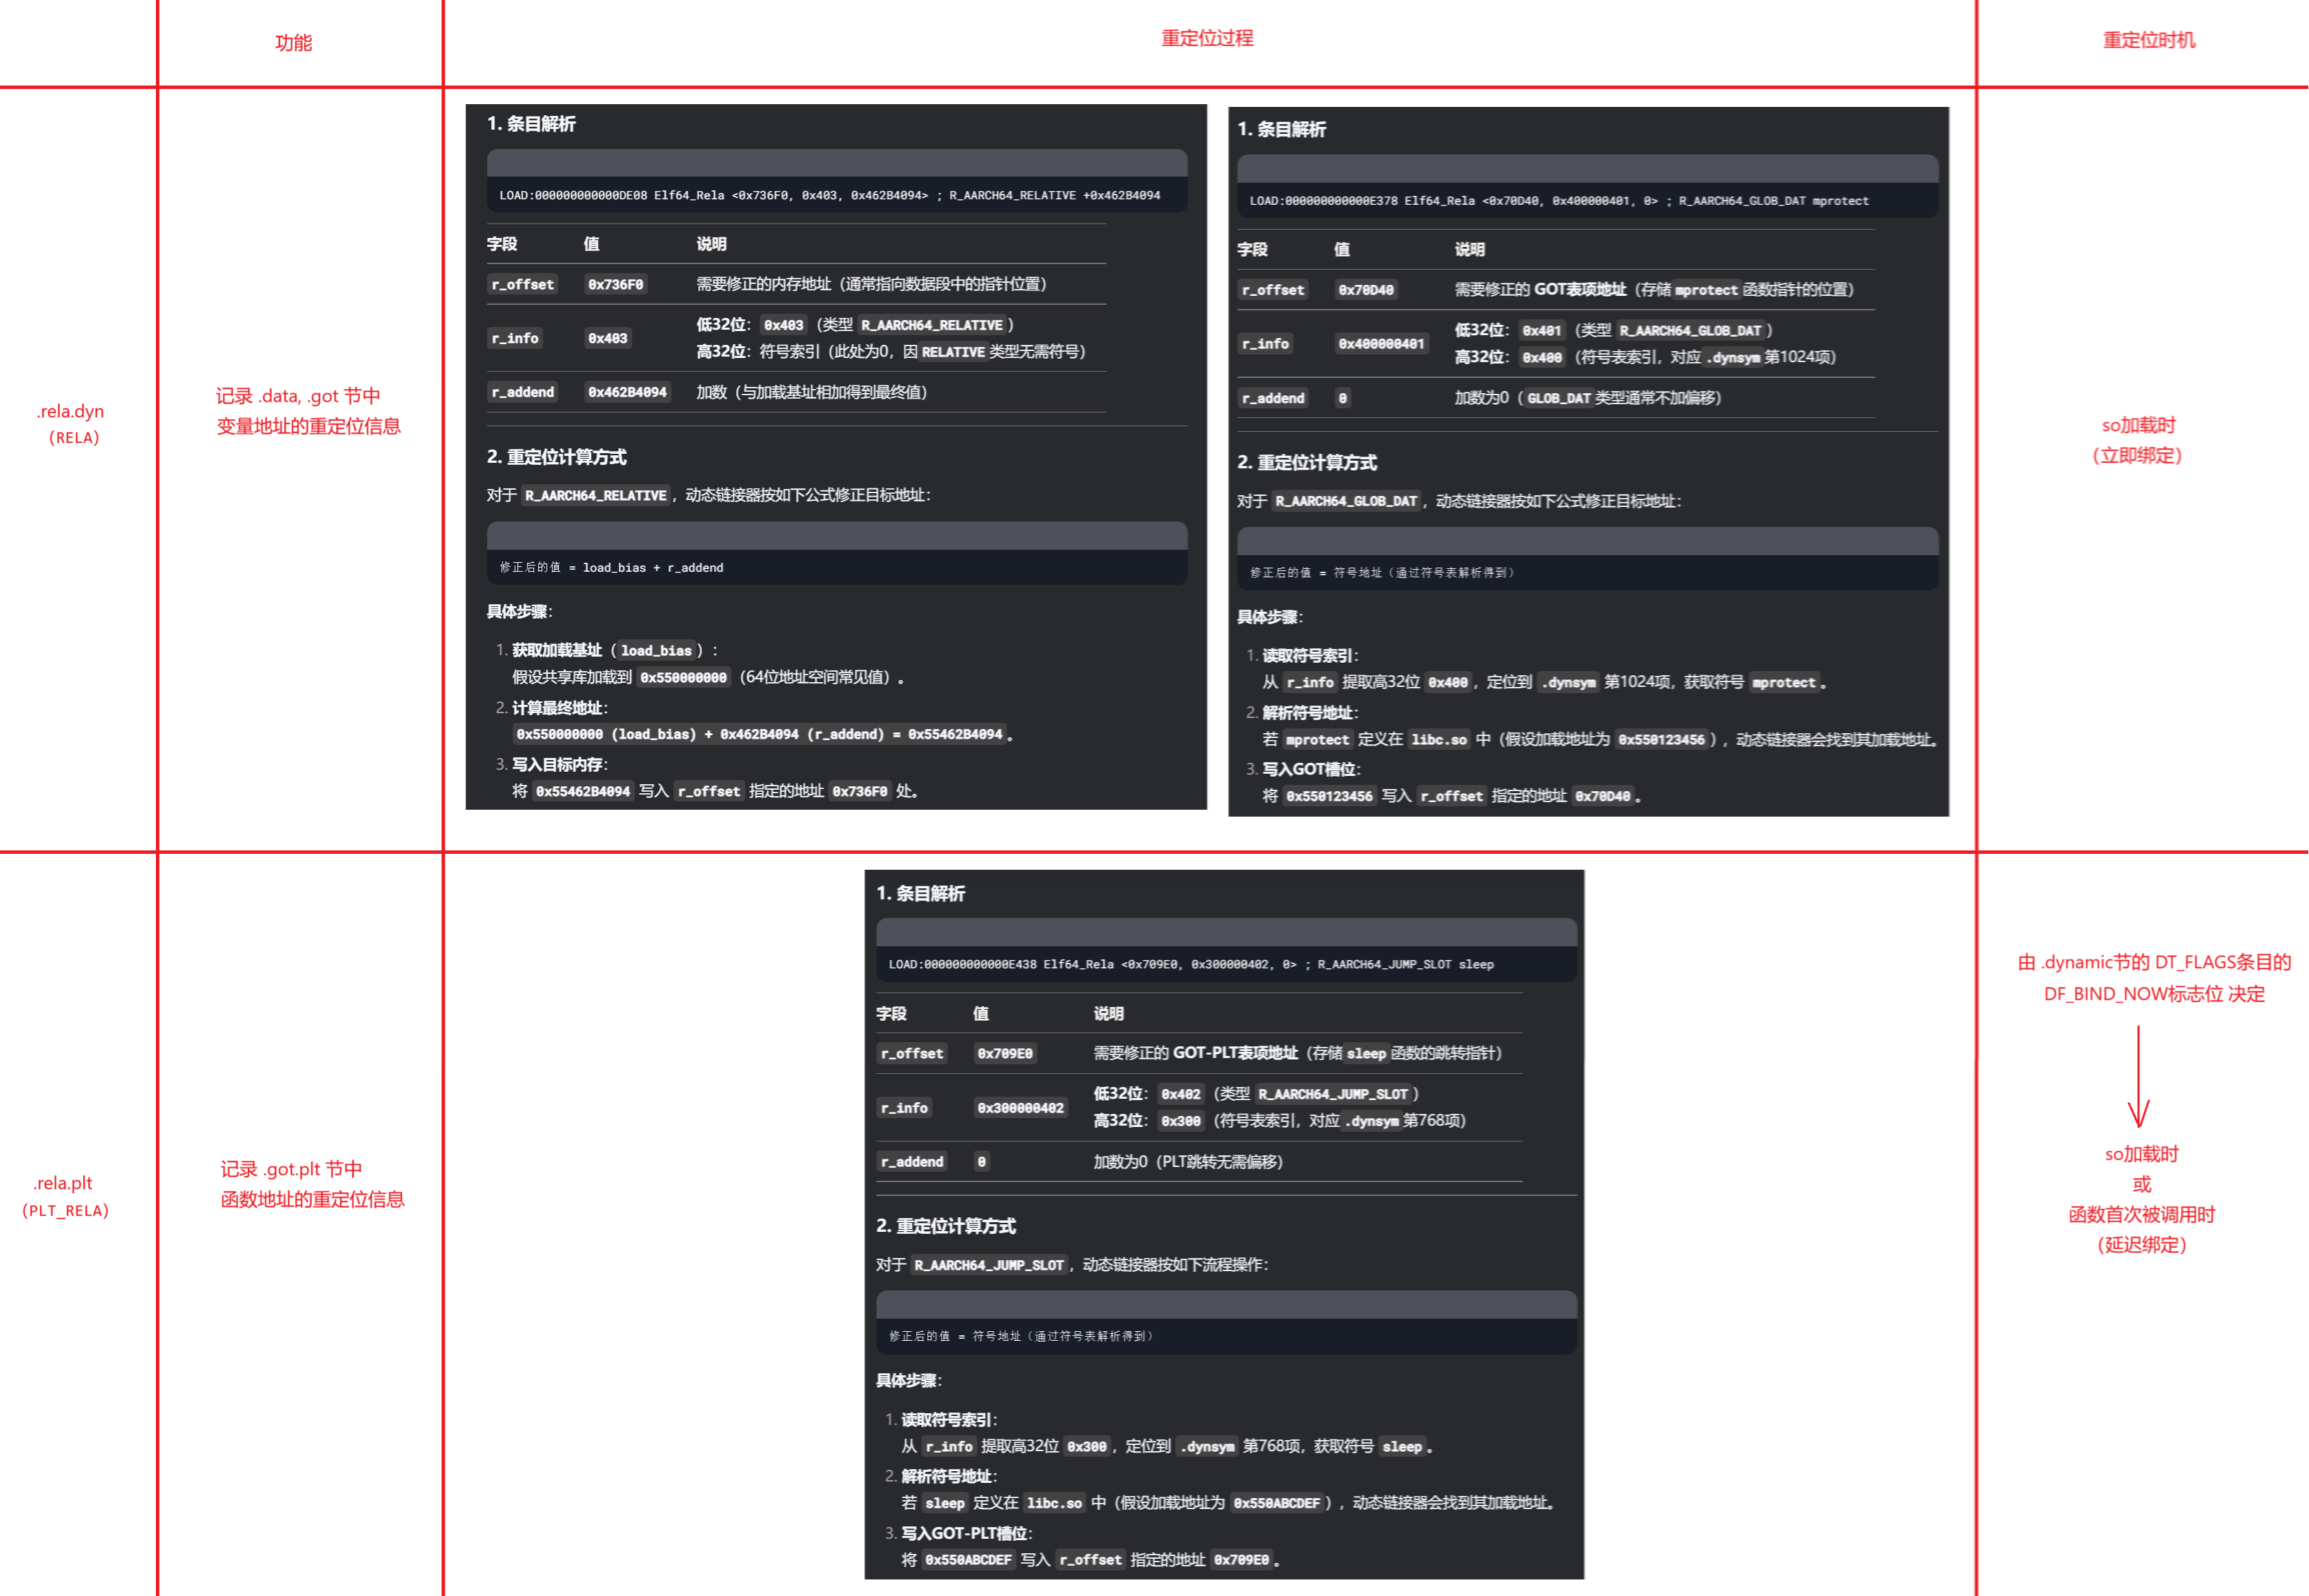 功能
重定位过程
重定位时机
.rela.dyn
（RELA）
记录 .data, .got 节中
变量地址的重定位信息
1. 条目解析
LOAD:000000000000DE08 Elf64_Rela <0x736F0, 0x403, 0x462B4094> ; R_AARCH64_RELATIVE +0x462B4094
字段 值 说明
r_offset 0x736F0 需要修正的内存地址（通常指向数据段中的指针位置）
r_info 0x403 低32位：0x403（类型 R_AARCH64_RELATIVE）
高32位：符号索引（此处为0，因 RELATIVE 类型无需符号）
r_addend 0x462B4094 加数（与加载基址相加得到最终值）
2. 重定位计算方式
对于 R_AARCH64_RELATIVE，动态链接器按如下公式修正目标地址：
修正后的值 = load_bias + r_addend
具体步骤：
1. 获取加载基址（load_bias）：
假设共享库加载到 0x550000000（64位地址空间常见值）。
2. 计算最终地址：
0x550000000 (load_bias) + 0x462B4094 (r_addend) = 0x55462B4094。
3. 写入目标内存：
将 0x55462B4094 写入 r_offset 指定的地址 0x736F0 处。
1. 条目解析
LOAD:000000000000E378 Elf64_Rela <0x70D40, 0x400000401, 0> ; R_AARCH64_GLOB_DAT mprotect
字段 值 说明
r_offset 0x70D40 需要修正的 GOT表项地址（存储 mprotect 函数指针的位置）
r_info 0x400000401 低32位：0x401（类型 R_AARCH64_GLOB_DAT）
高32位：0x400（符号表索引，对应 .dynsym 第1024项）
r_addend 0 加数为0（GLOB_DAT 类型通常不加偏移）
2. 重定位计算方式
对于 R_AARCH64_GLOB_DAT，动态链接器按如下公式修正目标地址：
修正后的值 = 符号地址（通过符号表解析得到）
具体步骤：
1. 读取符号索引：
从 r_info 提取高32位 0x400，定位到 .dynsym 第1024项，获取符号 mprotect。
2. 解析符号地址：
若 mprotect 定义在 libc.so 中（假设加载地址为 0x550123456），动态链接器会找到其加载地址。
3. 写入GOT槽位：
将 0x550123456 写入 r_offset 指定的地址 0x70D40。
so加载时
（立即绑定）
.rela.plt
（PLT_RELA）
记录 .got.plt 节中
函数地址的重定位信息
1. 条目解析
LOAD:000000000000E438 Elf64_Rela <0x709E0, 0x300000402, 0> ; R_AARCH64_JUMP_SLOT sleep
字段 值 说明
r_offset 0x709E0 需要修正的 GOT-PLT表项地址（存储 sleep 函数的跳转指针）
r_info 0x300000402 低32位：0x402（类型 R_AARCH64_JUMP_SLOT）
高32位：0x300（符号表索引，对应 .dynsym 第768项）
r_addend 0 加数为0（PLT跳转无需偏移）
2. 重定位计算方式
对于 R_AARCH64_JUMP_SLOT，动态链接器按如下流程操作：
修正后的值 = 符号地址（通过符号表解析得到）
具体步骤：
1. 读取符号索引：
从 r_info 提取高32位 0x300，定位到 .dynsym 第768项，获取符号 sleep。
2. 解析符号地址：
若 sleep 定义在 libc.so 中（假设加载地址为 0x550ABCDEF），动态链接器会找到其加载地址。
3. 写入GOT-PLT槽位：
将 0x550ABCDEF 写入 r_offset 指定的地址 0x709E0。
由 .dynamic节的 DT_FLAGS条目的
DF_BIND_NOW标志位 决定
so加载时
或
函数首次被调用时
（延迟绑定）